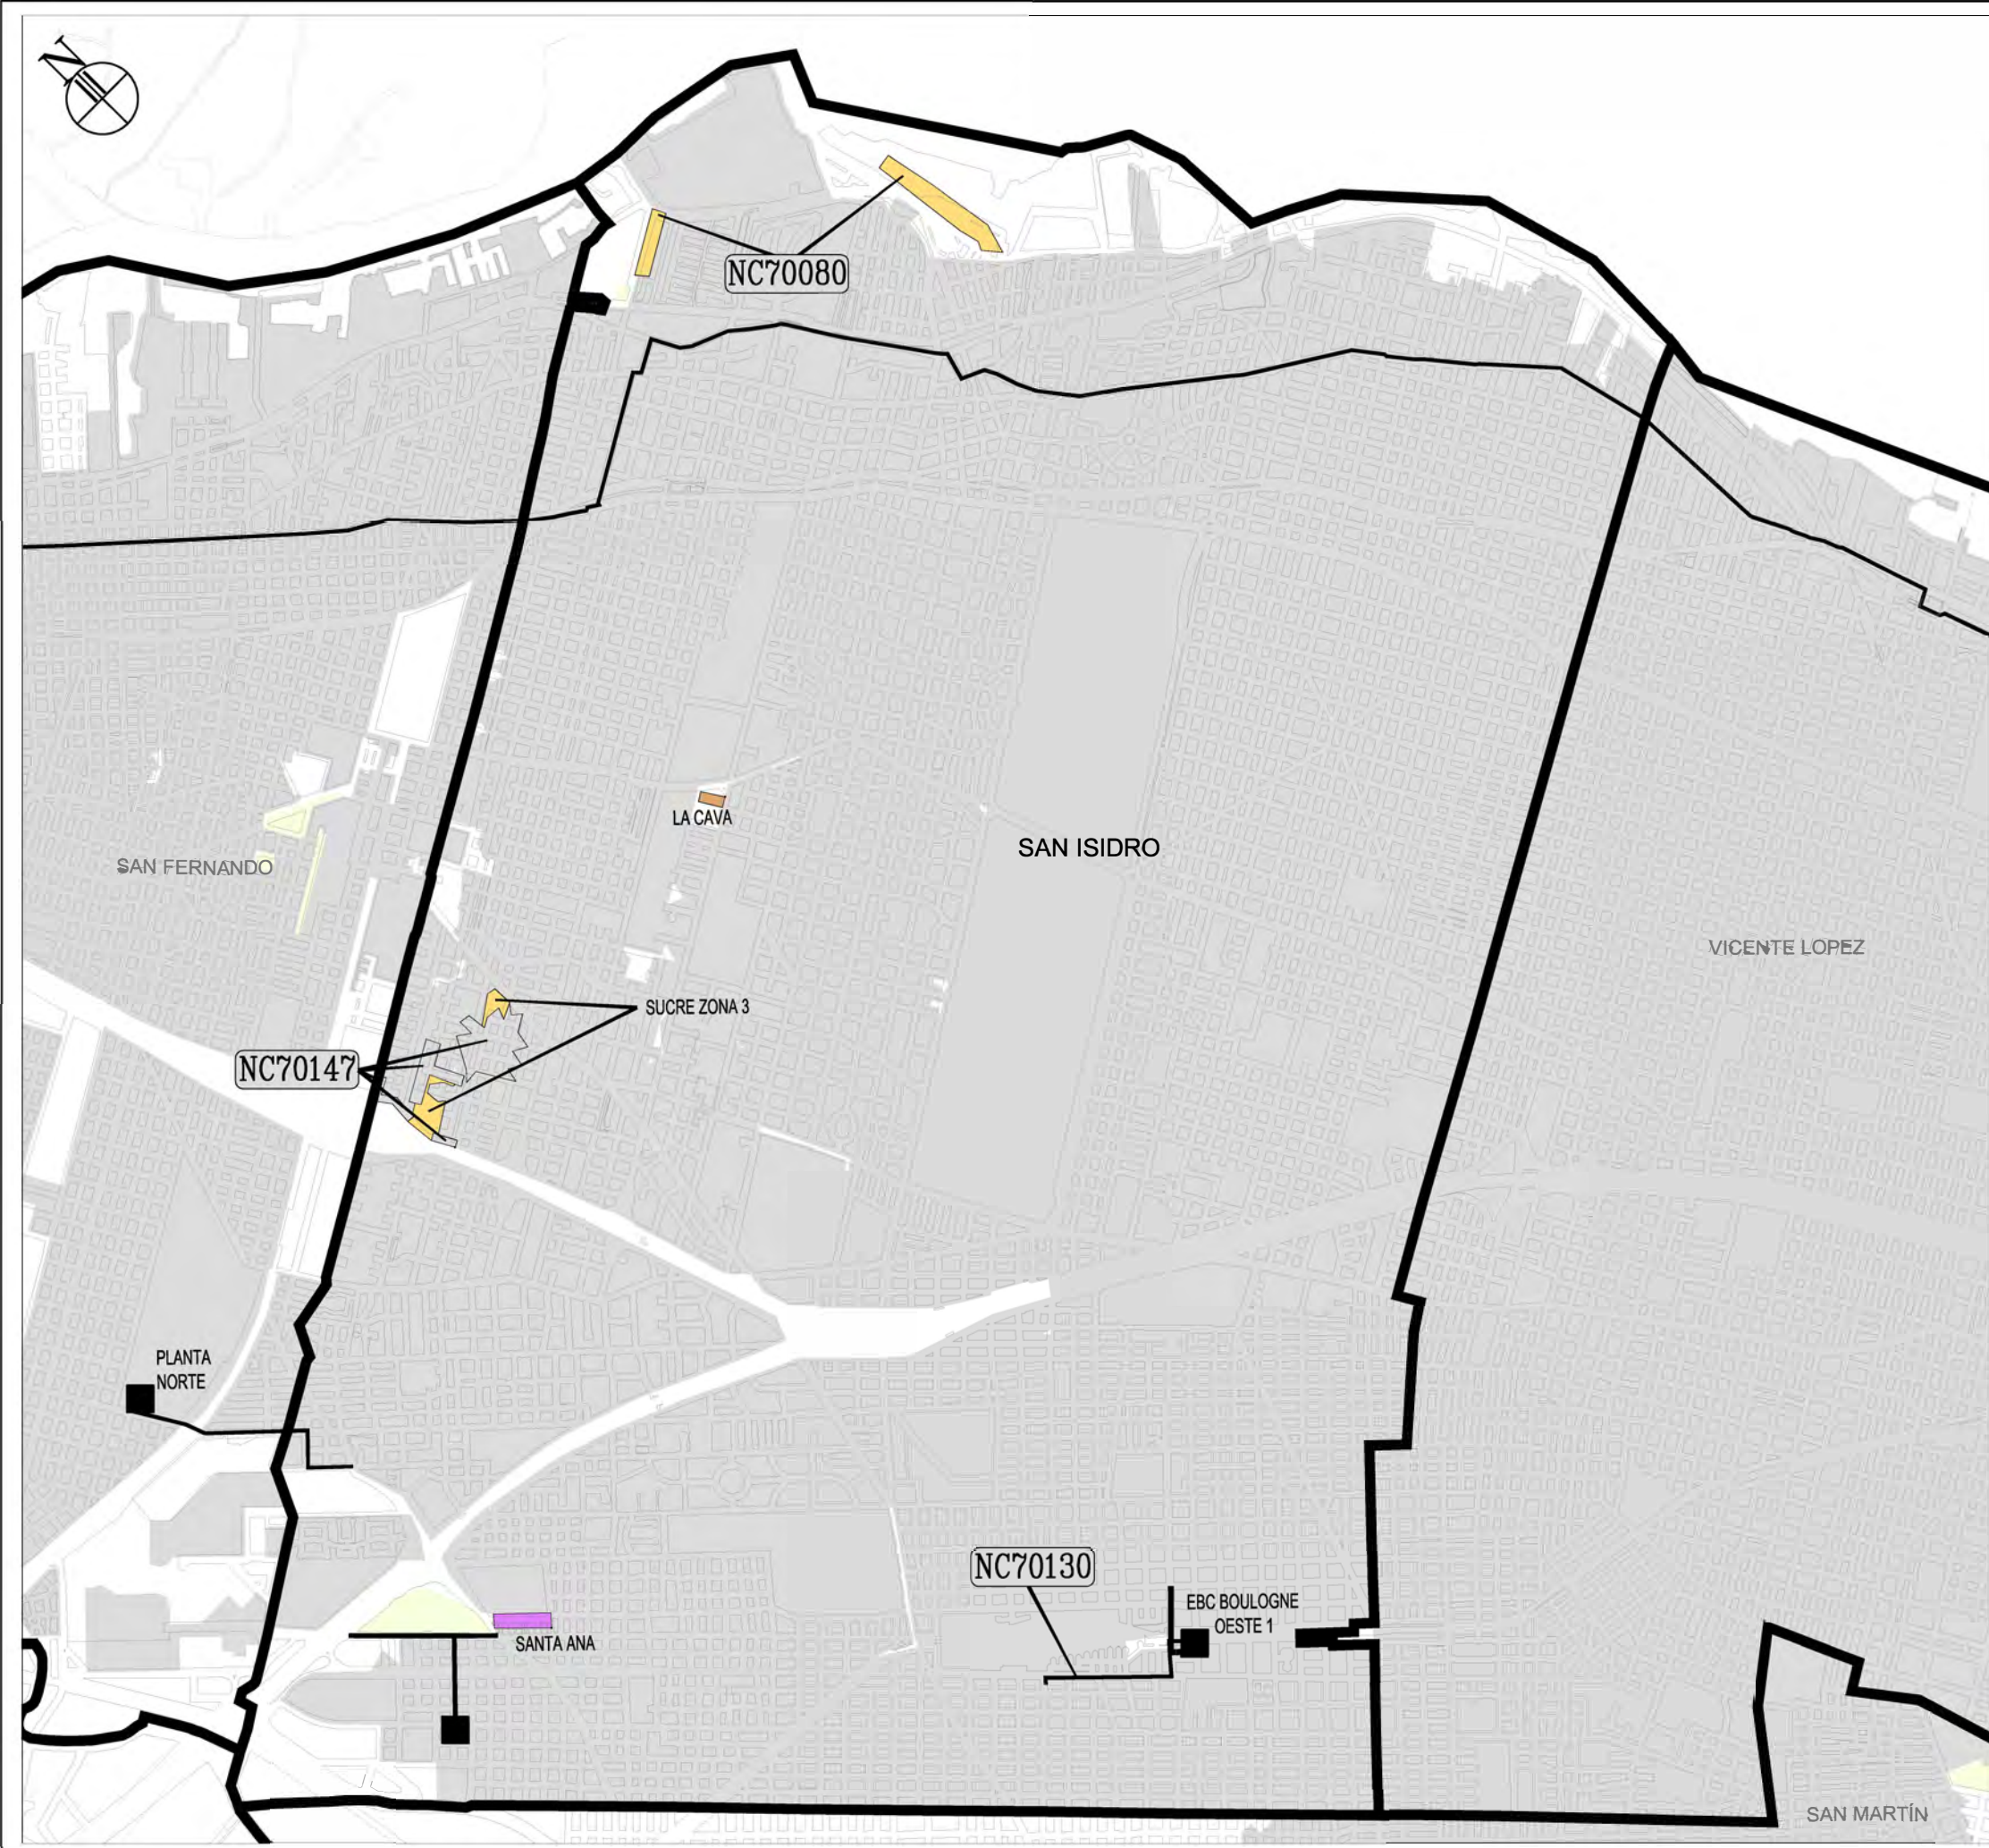 N
NC70080
LA CAVA
SAN ISIDRO
SAN FERNANDO
VICENTE LOPEZ
SUCRE ZONA 3
NC70147
PLANTA
NORTE
NC70130
EBC BOULOGNE
OESTE 1
SANTA ANA
SAN MARTÍN